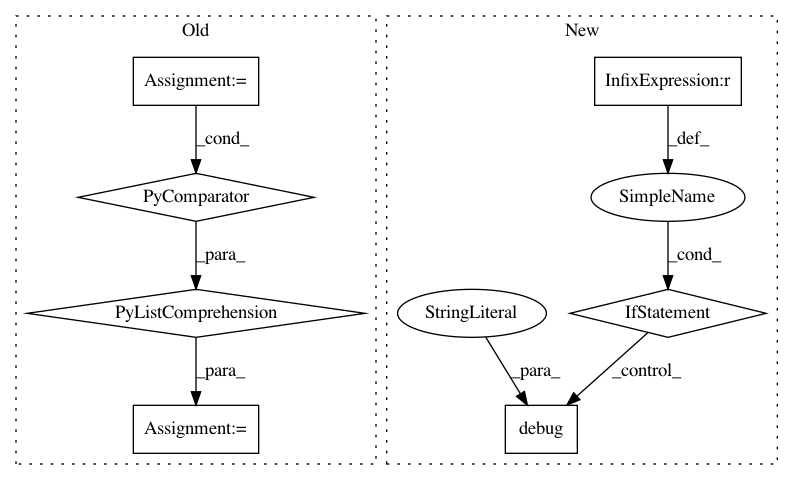 Old
New
Assignment:=
InfixExpression:r
_cond_
_def_
PyComparator
SimpleName
_para_
_cond_
PyListComprehension
StringLiteral
IfStatement
_para_
_para_
_control_
Assignment:=
debug